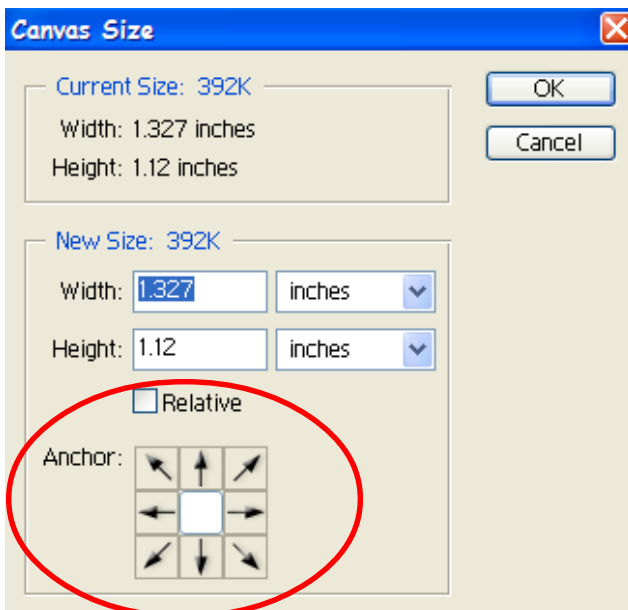 Canvas Size
Current Size: 392K
OK
Width: 1.327 inches
Cancel
Height: 1.12 inches
New Size: 392K
Width: 1.327 inches
Height: 1.12 inches
Relative
Anchor: